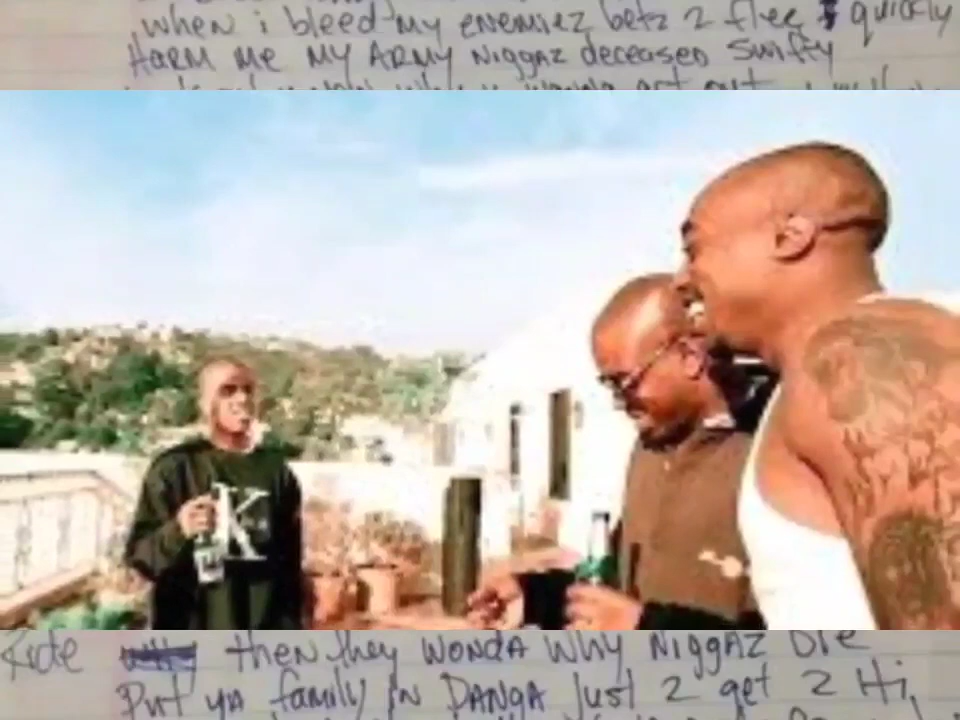 when i bleed my enemiez betz 2 flee quickly
HARM me MY ARMY NiggAz deceased Swiftly
K
Ride then they WONDA Why NiggAz Die
Put ya family in DANGA Just 2 get 2 Hi,